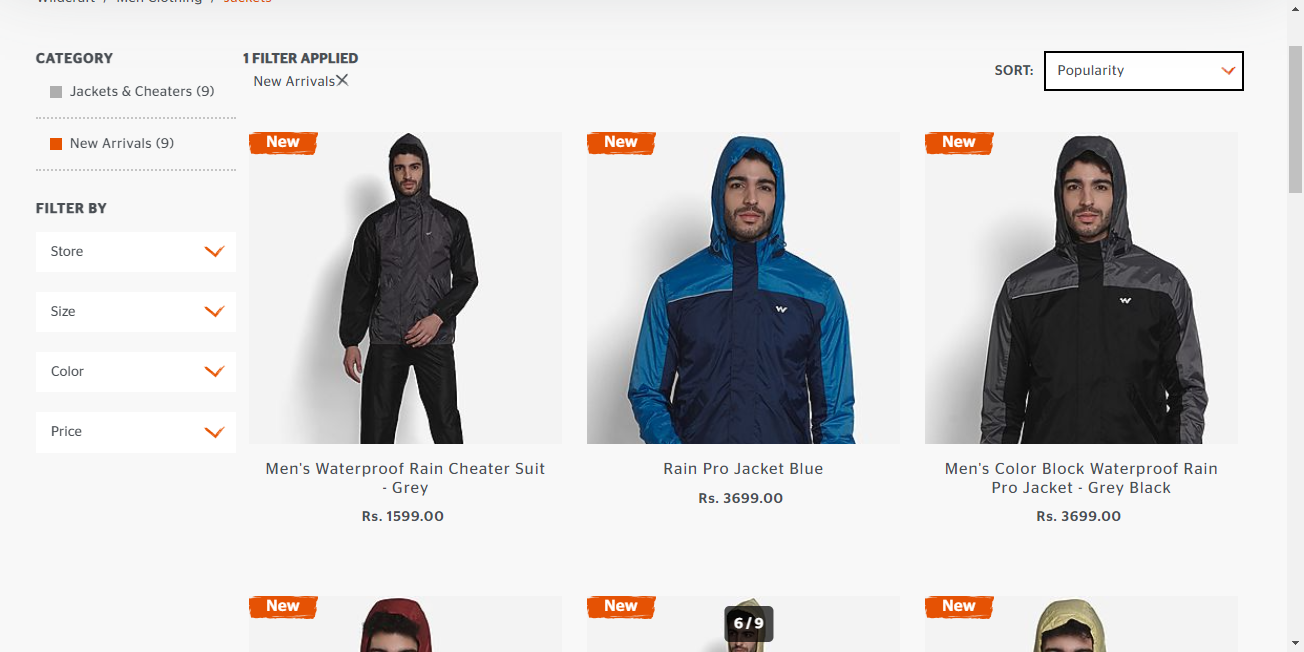 Wildcraft / Men Clothing / Jackets
CATEGORY
Jackets & Cheaters (9)
New Arrivals (9)
FILTER BY
Store
Size
Color
Price
1 FILTER APPLIED
New Arrivals
SORT: Popularity
New
New
New
Men's Waterproof Rain Cheater Suit
- Grey
Rs. 1599.00
Rain Pro Jacket Blue
Rs. 3699.00
Men's Color Block Waterproof Rain
Pro Jacket - Grey Black
Rs. 3699.00
New
New
New
6/9